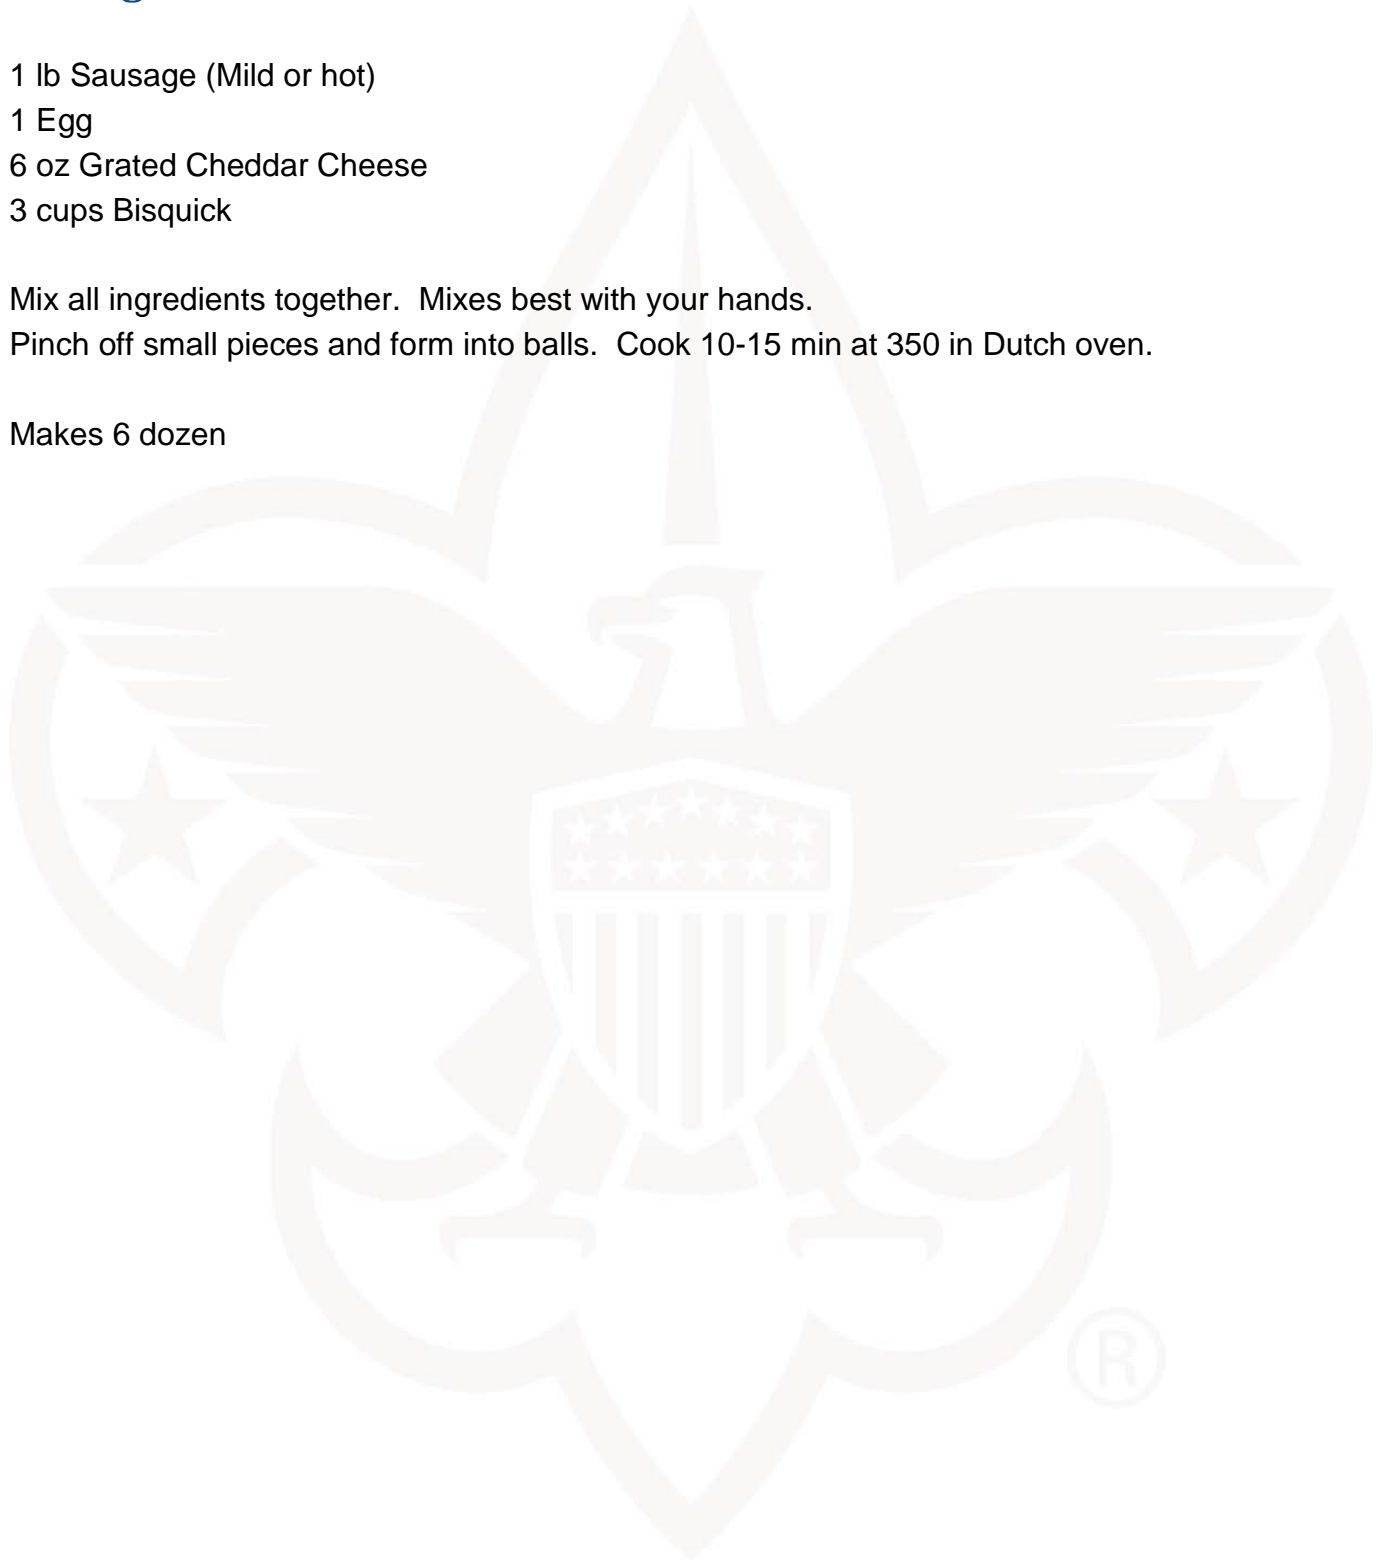 1 lb Sausage (Mild or hot)
1 Egg
6 oz Grated Cheddar Cheese
3 cups Bisquick
Mix all ingredients together.  Mixes best with your hands.
Pinch off small pieces and form into balls.  Cook 10-15 min at 350 in Dutch oven.
Makes 6 dozen
®